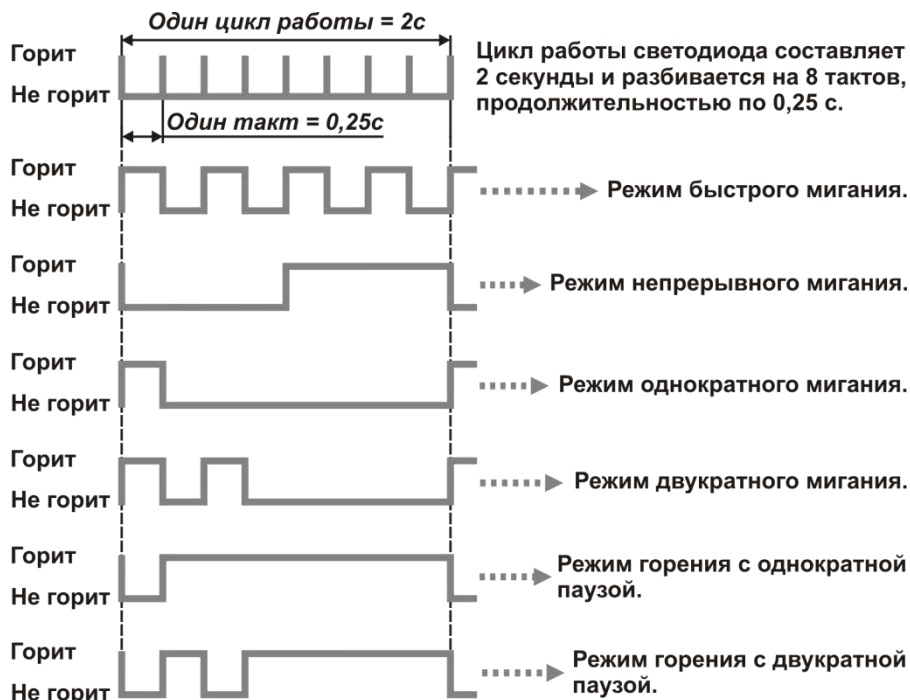 Один цикл работы = 2с
Горит
Не горит
Цикл работы светодиода составляет
2 секунды и разбивается на 8 тактов,
продолжительностью по 0,25 с.
Один такт = 0,25с
Горит
Не горит
Режим быстрого мигания.
Горит
Не горит
Режим непрерывного мигания.
Горит
Не горит
Режим однократного мигания.
Горит
Не горит
Режим двукратного мигания.
Горит
Не горит
Режим горения с однократной
паузой.
Горит
Не горит
Режим горения с двукратной
паузой.